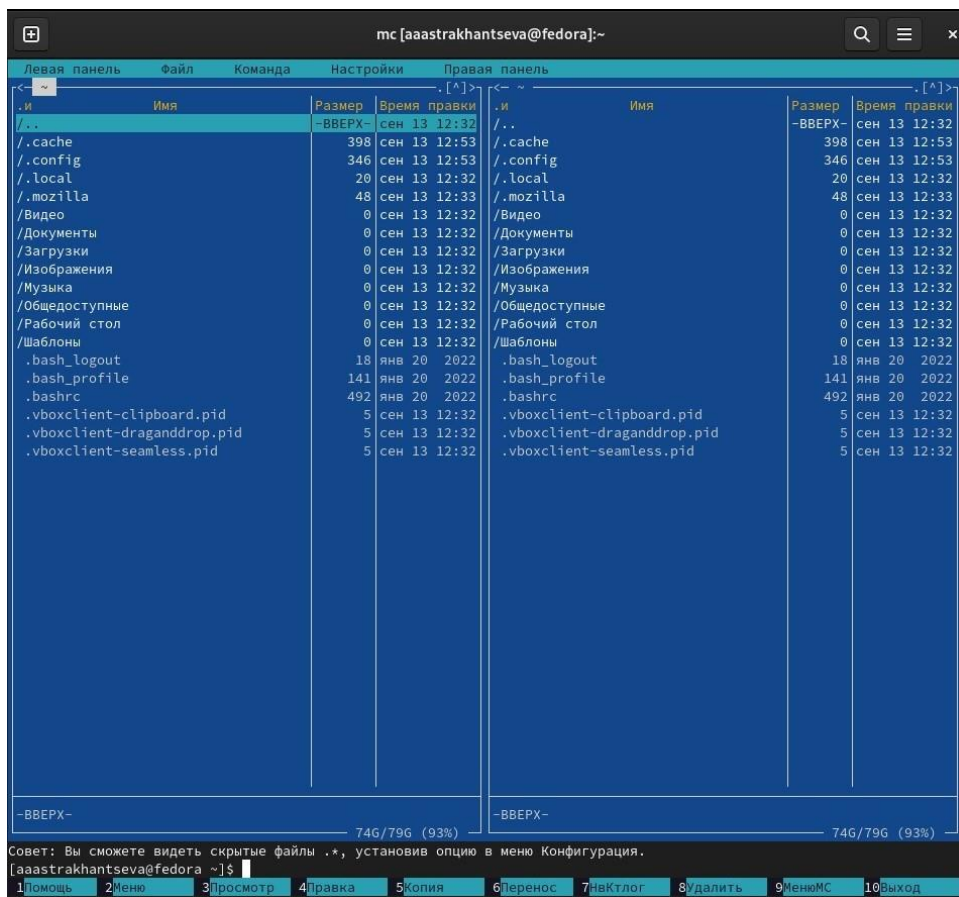 mc [aaastrakhantseva@fedora]:~
Левая панель Файл Команда Настройки Правая панель
<— ~ .[^]> <— ~ .[^]>
.и Имя Размер Время правки .и Имя Размер Время правки
/.. -ВВЕРХ- сен 13 12:32 /.. -ВВЕРХ- сен 13 12:32
/.cache 398 сен 13 12:53 /.cache 398 сен 13 12:53
/.config 346 сен 13 12:53 /.config 346 сен 13 12:53
/.local 20 сен 13 12:32 /.local 20 сен 13 12:32
/.mozilla 48 сен 13 12:33 /.mozilla 48 сен 13 12:33
/Видео 0 сен 13 12:32 /Видео 0 сен 13 12:32
/Документы 0 сен 13 12:32 /Документы 0 сен 13 12:32
/Загрузки 0 сен 13 12:32 /Загрузки 0 сен 13 12:32
/Изображения 0 сен 13 12:32 /Изображения 0 сен 13 12:32
/Музыка 0 сен 13 12:32 /Музыка 0 сен 13 12:32
/Общедоступные 0 сен 13 12:32 /Общедоступные 0 сен 13 12:32
/Рабочий стол 0 сен 13 12:32 /Рабочий стол 0 сен 13 12:32
/Шаблоны 0 сен 13 12:32 /Шаблоны 0 сен 13 12:32
.bash_logout 18 янв 20 2022 .bash_logout 18 янв 20 2022
.bash_profile 141 янв 20 2022 .bash_profile 141 янв 20 2022
.bashrc 492 янв 20 2022 .bashrc 492 янв 20 2022
.vboxclient-clipboard.pid 5 сен 13 12:32 .vboxclient-clipboard.pid 5 сен 13 12:32
.vboxclient-draganddrop.pid 5 сен 13 12:32 .vboxclient-draganddrop.pid 5 сен 13 12:32
.vboxclient-seamless.pid 5 сен 13 12:32 .vboxclient-seamless.pid 5 сен 13 12:32
-ВВЕРХ- -ВВЕРХ-
74G/79G (93%) 74G/79G (93%)
Совет: Вы сможете видеть скрытые файлы .*, установив опцию в меню Конфигурация.
[aaastrakhantseva@fedora ~]$
1Помощь 2Меню 3Просмотр 4Правка 5Копия 6Перенос 7НвКтлог 8Удалить 9МенюМС 10Выход